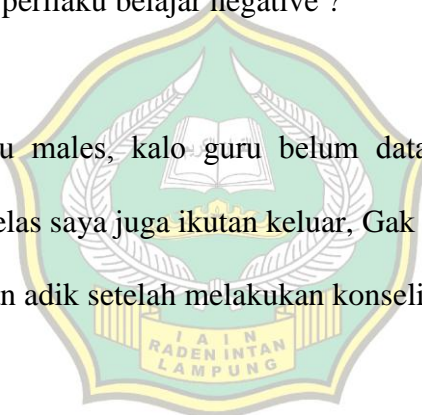 perilaku belajar negative ?
u males, kalo guru belum data
elas saya juga ikutan keluar, Gak
n adik setelah melakukan konseli
I A I N
RADEN INTAN
LAMPUNG